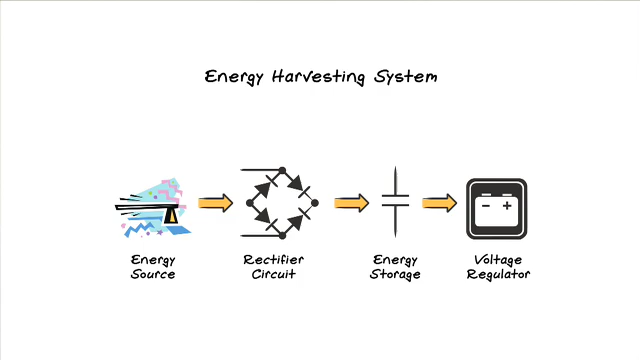 Energy Harvesting System
Energy
Source
Rectifier
Circuit
Energy
Storage
Voltage
Regulator